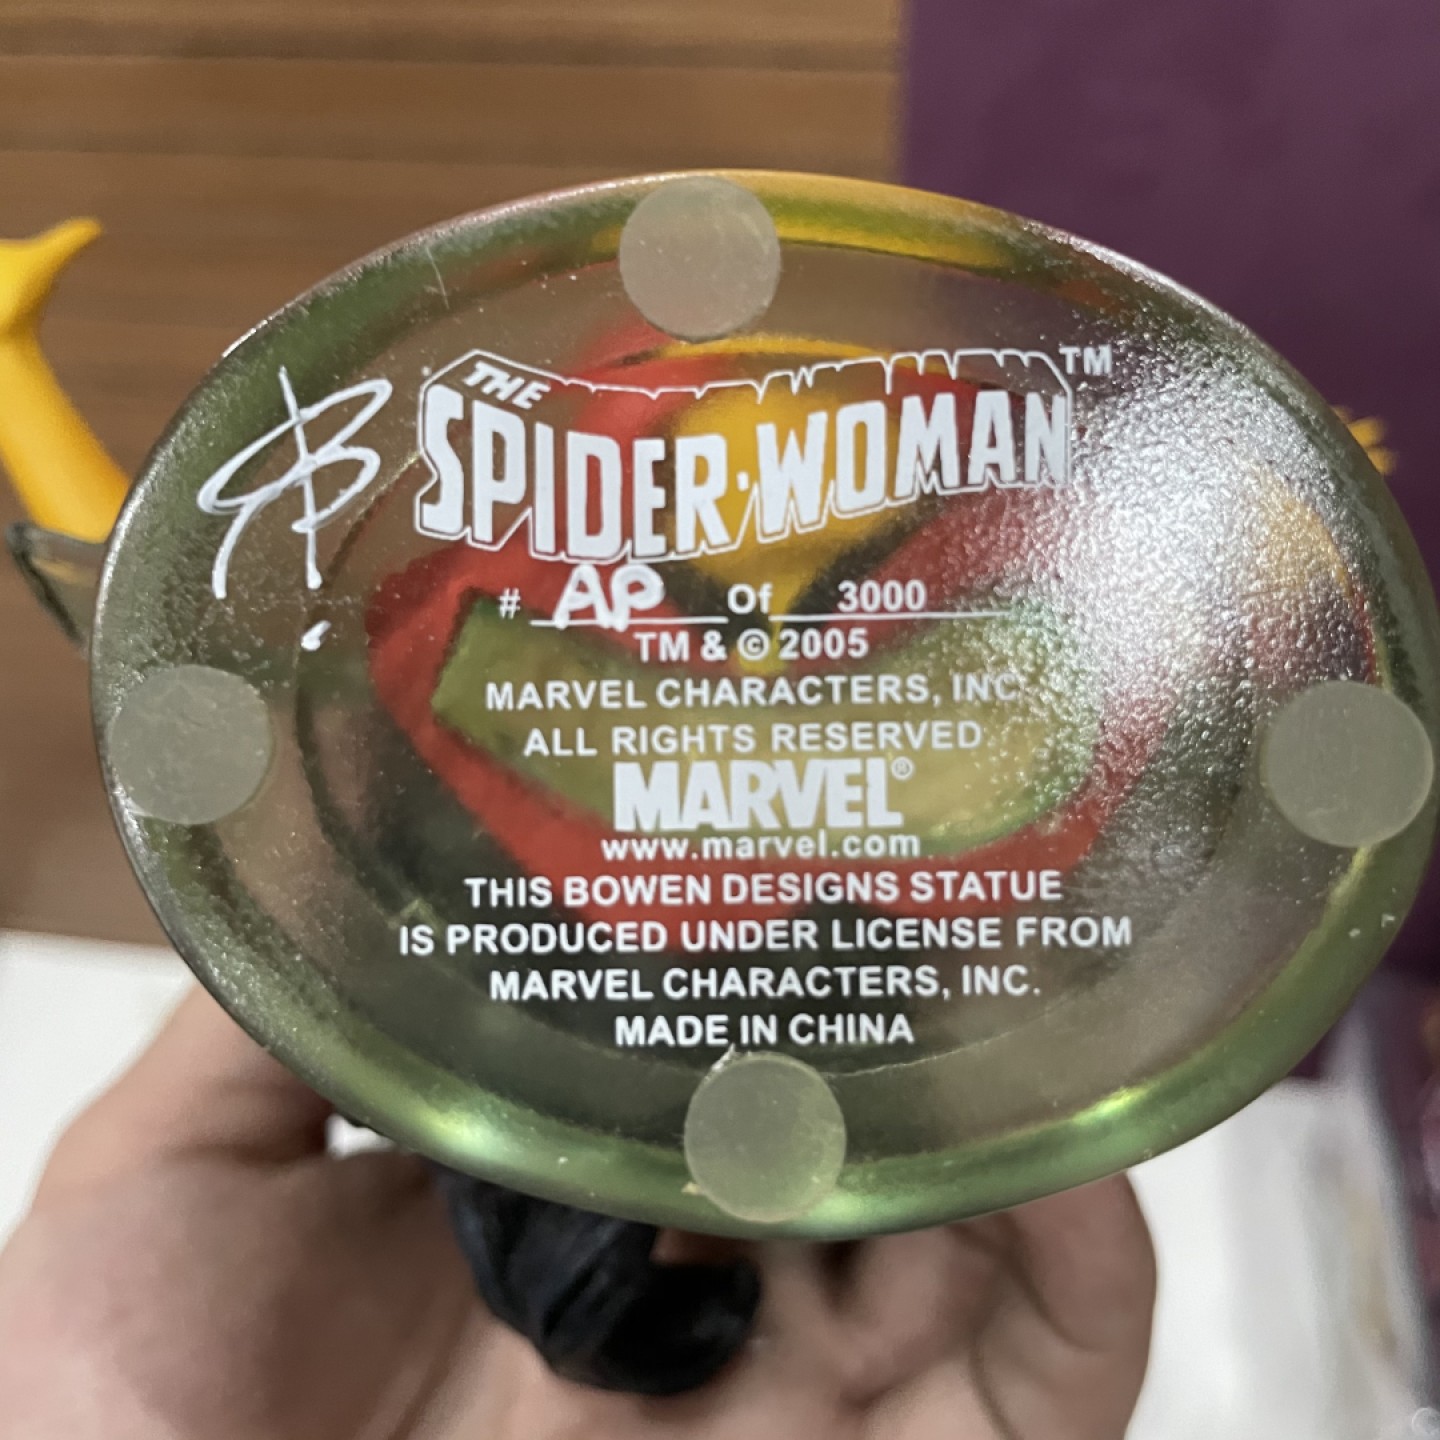 THE
SPIDER·WOMAN™
# AP Of 3000
TM & © 2005
MARVEL CHARACTERS, INC.
ALL RIGHTS RESERVED
MARVEL®
www.marvel.com
THIS BOWEN DESIGNS STATUE
IS PRODUCED UNDER LICENSE FROM
MARVEL CHARACTERS, INC.
MADE IN CHINA